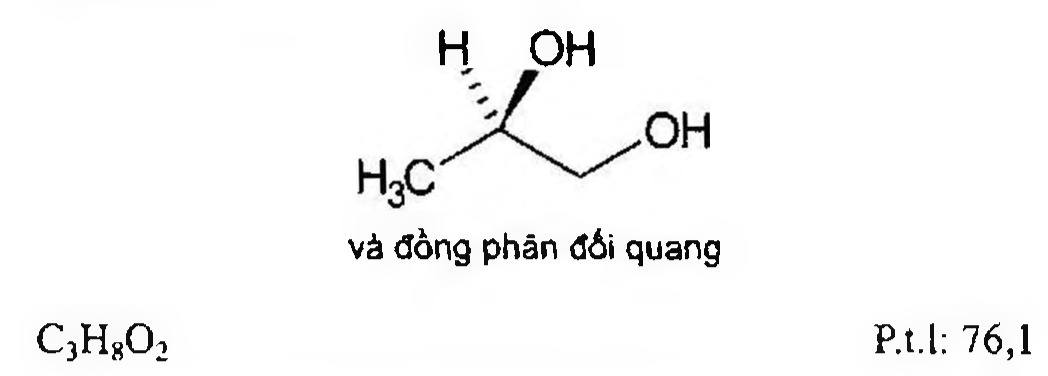 H OH
OH
H₃C
và đồng phân đối quang
C₃H₈O₂ P.t.l: 76,1